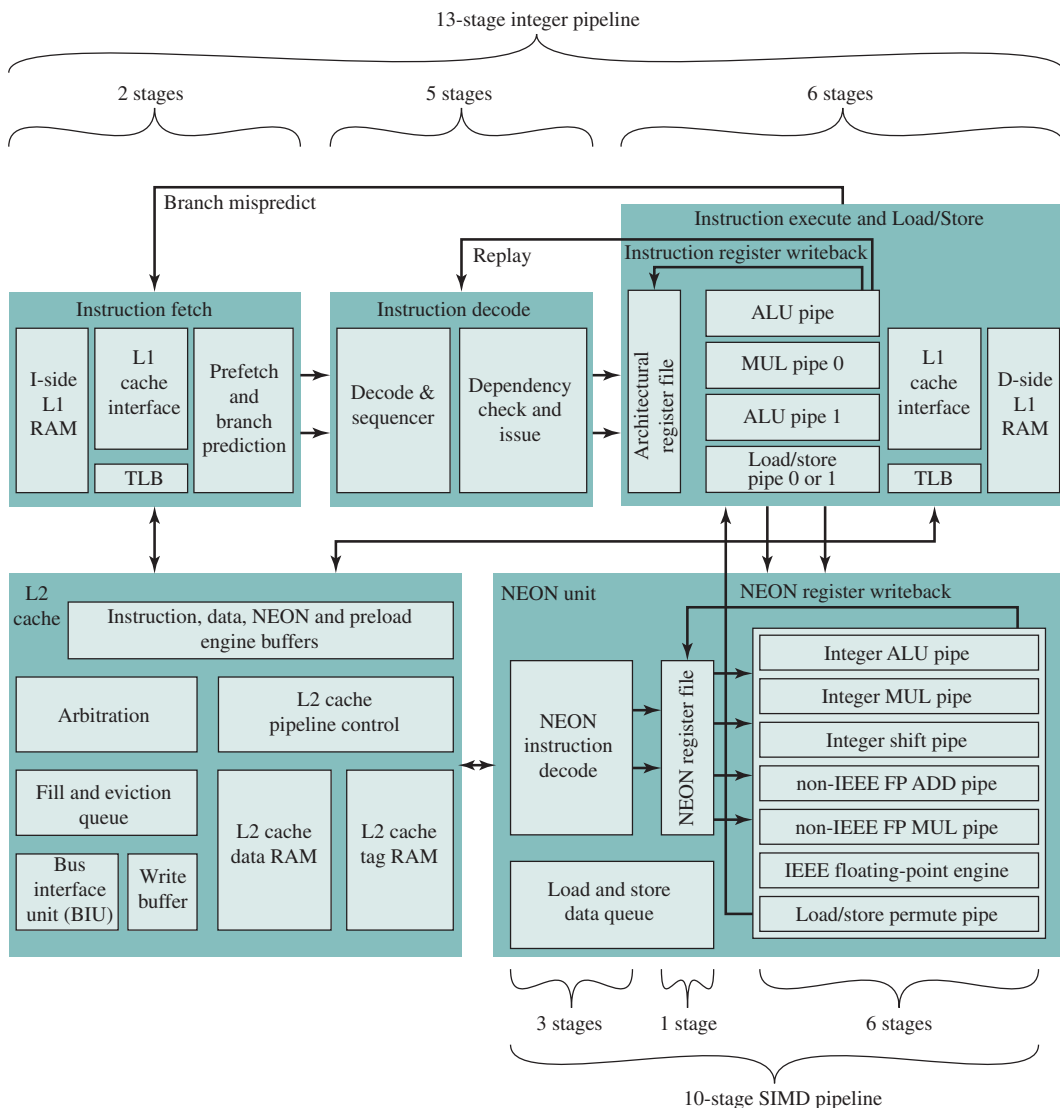 13-stage integer pipeline
2 stages
5 stages
6 stages
Branch mispredict
Instruction execute and Load/Store
Replay
Instruction register writeback
Instruction fetch
I-side
L1
RAM
L1
cache
interface
TLB
Prefetch
and
branch
prediction
Instruction decode
Decode &
sequencer
Dependency
check and
issue
Architectural
register file
ALU pipe
MUL pipe 0
ALU pipe 1
Load/store
pipe 0 or 1
L1
cache
interface
TLB
D-side
L1
RAM
L2
cache
Instruction, data, NEON and preload
engine buffers
Arbitration
L2 cache
pipeline control
Fill and eviction
queue
L2 cache
data RAM
L2 cache
tag RAM
Bus
interface
unit (BIU)
Write
buffer
NEON unit
NEON register writeback
NEON
instruction
decode
NEON register file
Integer ALU pipe
Integer MUL pipe
Integer shift pipe
non-IEEE FP ADD pipe
non-IEEE FP MUL pipe
IEEE floating-point engine
Load/store permute pipe
Load and store
data queue
3 stages
1 stage
6 stages
10-stage SIMD pipeline